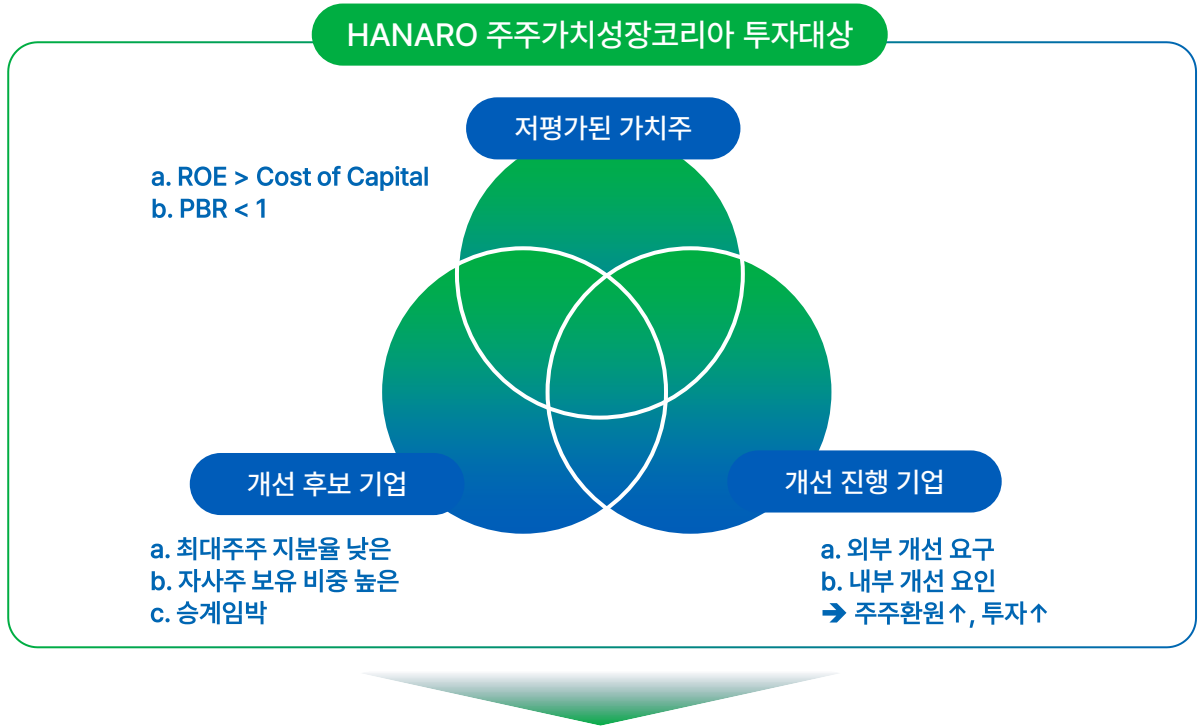 HANARO 주주가치성장코리아 투자대상
저평가된 가치주
a. ROE > Cost of Capital
b. PBR < 1
개선 후보 기업
a. 최대주주 지분율 낮은
b. 자사주 보유 비중 높은
c. 승계임박
개선 진행 기업
a. 외부 개선 요구
b. 내부 개선 요인
➔ 주주환원↑, 투자↑